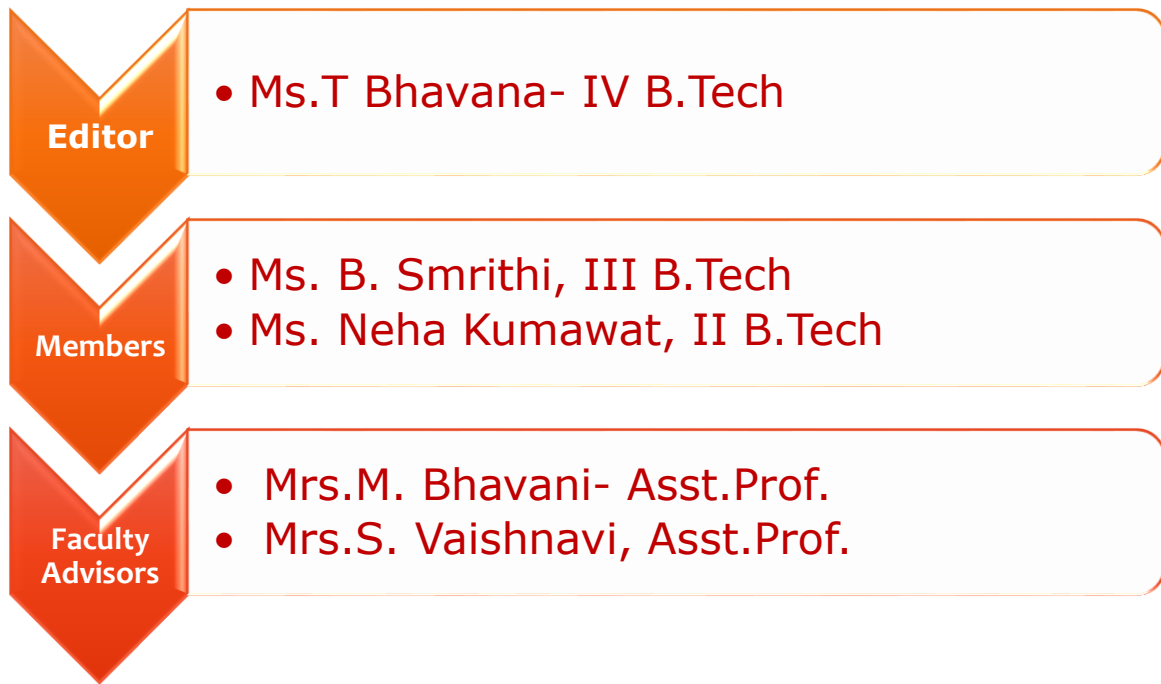 Editor
• Ms.T Bhavana- IV B.Tech
Members
• Ms. B. Smrithi, III B.Tech
• Ms. Neha Kumawat, II B.Tech
Faculty
Advisors
• Mrs.M. Bhavani- Asst.Prof.
• Mrs.S. Vaishnavi, Asst.Prof.